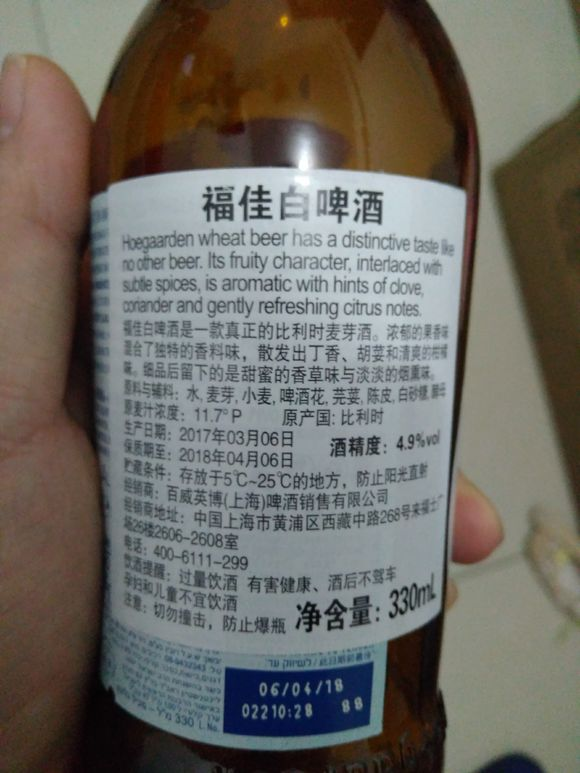 福佳白啤酒
Hoegaarden wheat beer has a distinctive taste like
no other beer. Its fruity character, interlaced with
subtle spices, is aromatic with hints of clove,
coriander and gently refreshing citrus notes.
福佳白啤酒是一款真正的比利时麦芽酒。浓郁的果香味
混合了独特的香料味，散发出丁香、胡荽和清爽的柑橘
味。细品后留下的是甜蜜的香草味与淡淡的烟熏味。
原料与辅料：水, 麦芽, 小麦, 啤酒花, 芫荽, 陈皮, 白砂糖, 酵母
原麦汁浓度：11.7°P 原产国：比利时
生产日期：2017年03月06日
酒精度：4.9%vol
保质期至：2018年04月06日
贮藏条件：存放于5℃~25℃的地方，防止阳光直射
经销商：百威英博(上海)啤酒销售有限公司
经销商地址：中国上海市黄浦区西藏中路268号来福士广
场26楼2606-2608室
电话：400-6111-299
饮酒提醒：过量饮酒 有害健康、酒后不驾车
孕妇和儿童不宜饮酒
注意：切勿撞击，防止爆瓶
净含量：330mL
06/04/18
02210:28 88
330